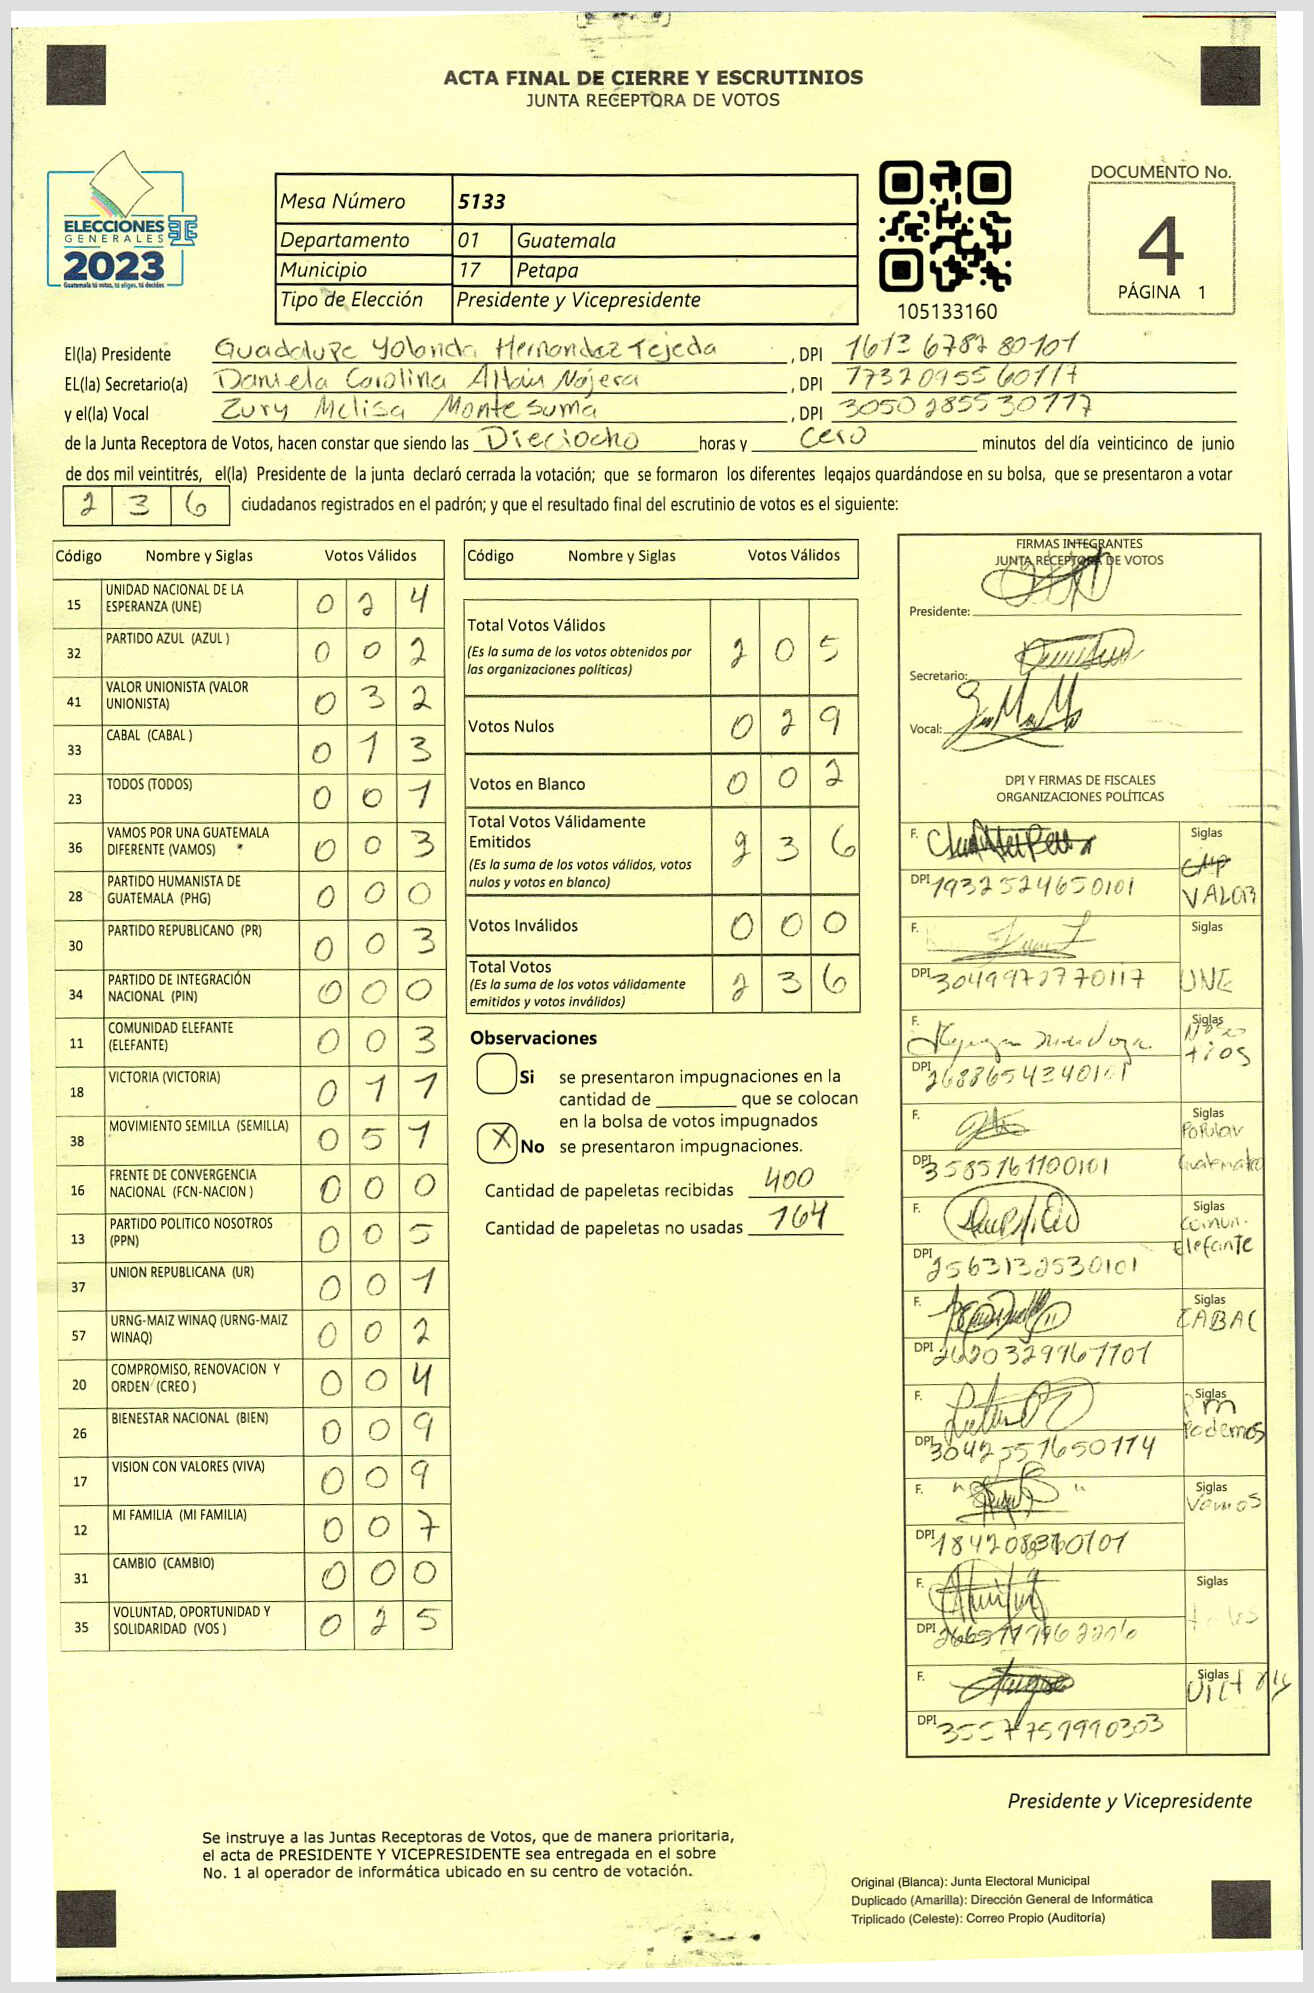 ACTA FINAL DE CIERRE Y ESCRUTINIOS
JUNTA RECEPTORA DE VOTOS
ELECCIONES
GENERALES
2023
Guatemala tú votas, tú eliges, tú decides
Mesa Número 5133
Departamento 01 Guatemala
Municipio 17 Petapa
Tipo de Elección Presidente y Vicepresidente
105133160
DOCUMENTO No.
4
PÁGINA 1
El(la) Presidente Guadalupe Yolanda Hernandez Tejeda, DPI 1613 6787 80101
EL(la) Secretario(a) Daniela Carolina Najera, DPI 1732 09556 0117
y el(la) Vocal Zury Melisa Montesuma, DPI 3050 28553 0117
de la Junta Receptora de Votos, hacen constar que siendo las Dieciocho horas y cero minutos del día veinticinco de junio
de dos mil veintitrés, el(la) Presidente de la junta declaró cerrada la votación; que se formaron los diferentes legajos guardándose en su bolsa, que se presentaron a votar
2 3 6 ciudadanos registrados en el padrón; y que el resultado final del escrutinio de votos es el siguiente:
Código Nombre y Siglas Votos Válidos
15 UNIDAD NACIONAL DE LA ESPERANZA (UNE) 0 2 4
32 PARTIDO AZUL (AZUL ) 0 0 2
41 VALOR UNIONISTA (VALOR UNIONISTA) 0 3 2
33 CABAL (CABAL ) 0 1 3
23 TODOS (TODOS) 0 0 1
36 VAMOS POR UNA GUATEMALA DIFERENTE (VAMOS) 0 0 3
28 PARTIDO HUMANISTA DE GUATEMALA (PHG) 0 0 0
30 PARTIDO REPUBLICANO (PR) 0 0 3
34 PARTIDO DE INTEGRACIÓN NACIONAL (PIN) 0 0 0
11 COMUNIDAD ELEFANTE (ELEFANTE) 0 0 3
18 VICTORIA (VICTORIA) 0 1 1
38 MOVIMIENTO SEMILLA (SEMILLA) 0 5 1
16 FRENTE DE CONVERGENCIA NACIONAL (FCN-NACION ) 0 0 0
13 PARTIDO POLITICO NOSOTROS (PPN) 0 0 5
37 UNION REPUBLICANA (UR) 0 0 1
57 URNG-MAIZ WINAQ (URNG-MAIZ WINAQ) 0 0 2
20 COMPROMISO, RENOVACION Y ORDEN (CREO ) 0 0 4
26 BIENESTAR NACIONAL (BIEN) 0 0 9
17 VISION CON VALORES (VIVA) 0 0 9
12 MI FAMILIA (MI FAMILIA) 0 0 7
31 CAMBIO (CAMBIO) 0 0 0
35 VOLUNTAD, OPORTUNIDAD Y SOLIDARIDAD (VOS ) 0 2 5
Código Nombre y Siglas Votos Válidos
Total Votos Válidos 2 0 5
(Es la suma de los votos obtenidos por
las organizaciones políticas)
Votos Nulos 0 2 9
Votos en Blanco 0 0 2
Total Votos Válidamente
Emitidos 2 3 6
(Es la suma de los votos válidos, votos
nulos y votos en blanco)
Votos Inválidos 0 0 0
Total Votos 2 3 6
(Es la suma de los votos válidamente
emitidos y votos inválidos)
Observaciones
Si se presentaron impugnaciones en la
cantidad de ________ que se colocan
en la bolsa de votos impugnados
X No se presentaron impugnaciones.
Cantidad de papeletas recibidas 400
Cantidad de papeletas no usadas 164
FIRMAS INTEGRANTES
JUNTA RECEPTORA DE VOTOS
Presidente:
Secretario:
Vocal:
DPI Y FIRMAS DE FISCALES
ORGANIZACIONES POLÍTICAS
F. Siglas
DPI 1932524650101 VALOR
F. Siglas
DPI 3049972770117 UNE
F. Siglas
DPI 2688654340101
F. Siglas Popular
DPI 3585761100101
F. Siglas Comun.
DPI 2563132530101 Elefante
F. Siglas CABAL
DPI
F. Siglas
DPI 3042551650114 Podemos
F. Siglas Vamos
DPI
F. Siglas
DPI
F. Siglas
DPI 3557759990303
Presidente y Vicepresidente
Se instruye a las Juntas Receptoras de Votos, que de manera prioritaria,
el acta de PRESIDENTE Y VICEPRESIDENTE sea entregada en el sobre
No. 1 al operador de informática ubicado en su centro de votación.
Original (Blanca): Junta Electoral Municipal
Duplicado (Amarilla): Dirección General de Informática
Triplicado (Celeste): Correo Propio (Auditoría)